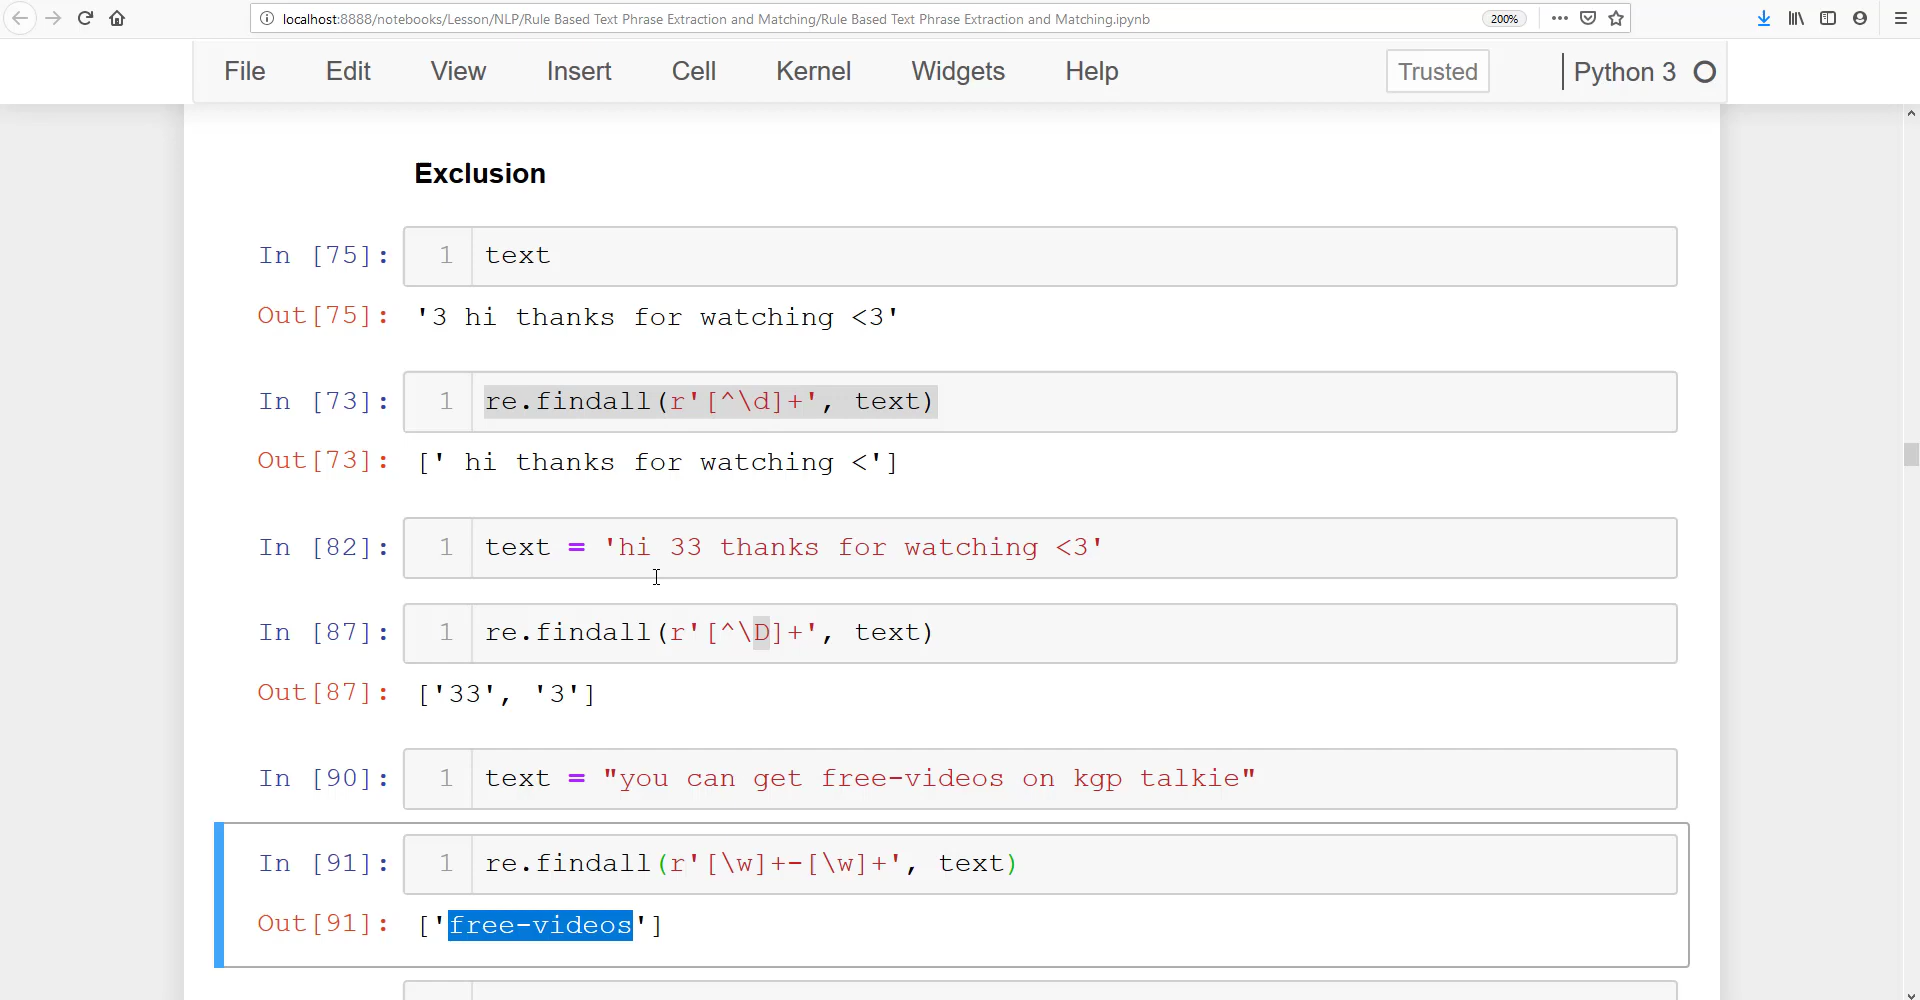 localhost:8888/notebooks/Lesson/NLP/Rule Based Text Phrase Extraction and Matching/Rule Based Text Phrase Extraction and Matching.ipynb 200%
File Edit View Insert Cell Kernel Widgets Help Trusted Python 3
Exclusion
In [75]: 1 text
Out[75]: '3 hi thanks for watching <3'
In [73]: 1 re.findall(r'[^\d]+', text)
Out[73]: [' hi thanks for watching <']
In [82]: 1 text = 'hi 33 thanks for watching <3'
In [87]: 1 re.findall(r'[^\D]+', text)
Out[87]: ['33', '3']
In [90]: 1 text = "you can get free-videos on kgp talkie"
In [91]: 1 re.findall(r'[\w]+-[\w]+', text)
Out[91]: ['free-videos']